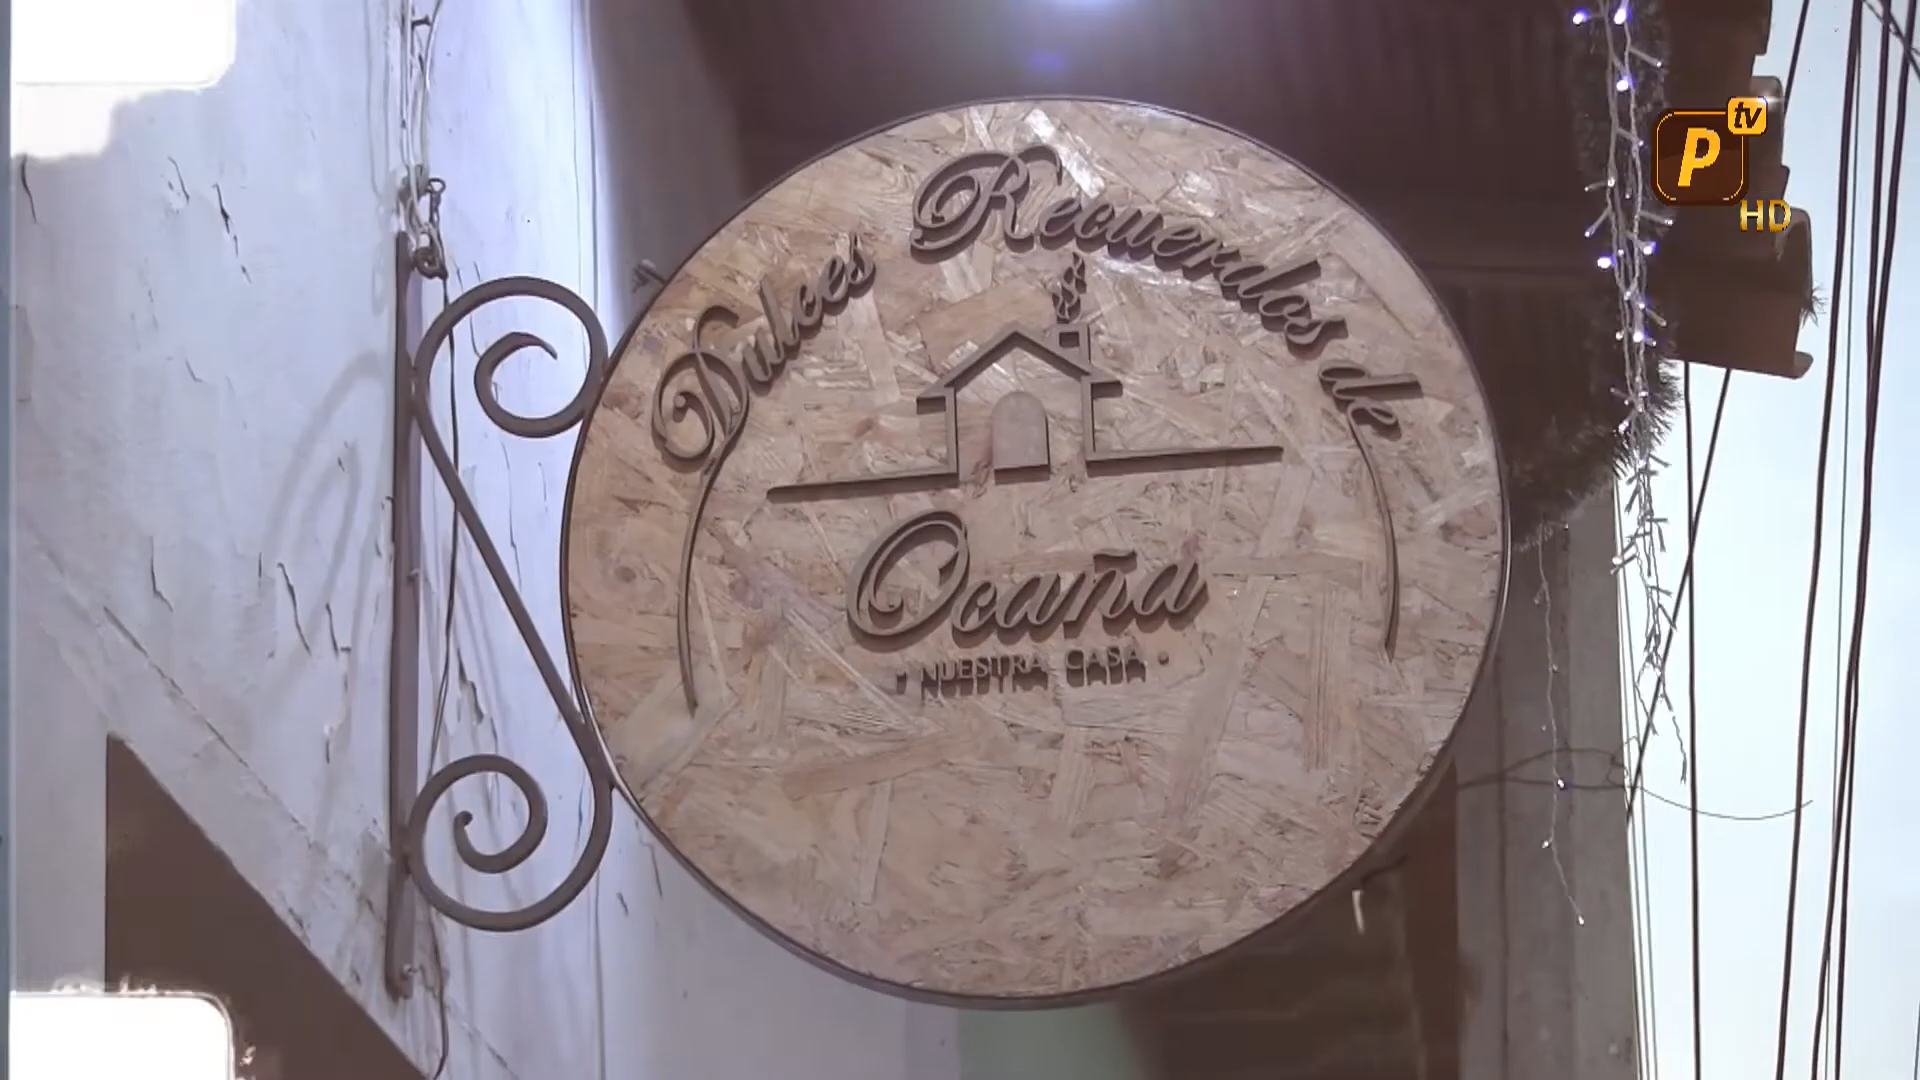 Dulces Recuerdos de
Ocaña
• NUESTRA CASA •
P tv
HD